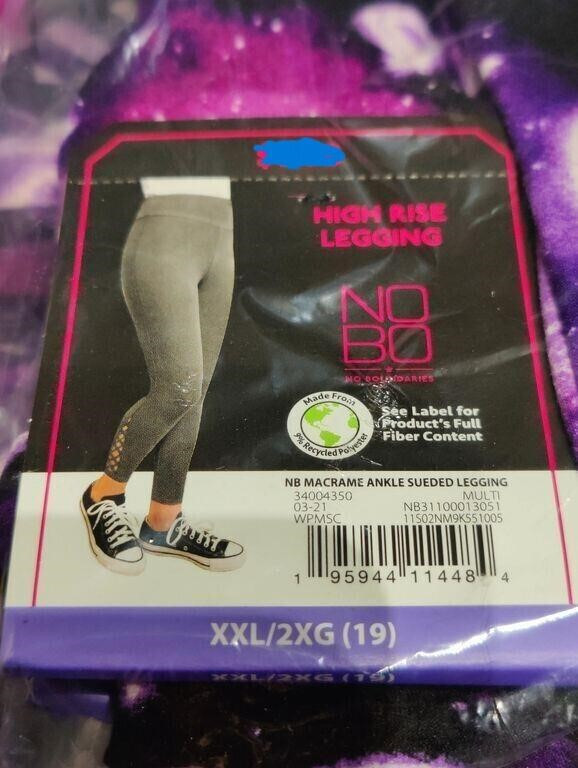 HIGH RISE
LEGGING
NO
BO
NO BOUNDARIES
Made From
9% Recycled Polyester
See Label for
Product's Full
Fiber Content
NB MACRAME ANKLE SUEDED LEGGING
34004350 MULTI
03-21 NB31100013051
WPMSC 11S02NM9K551005
1 95944 11448 4
XXL/2XG (19)
XXL/2XG (19)